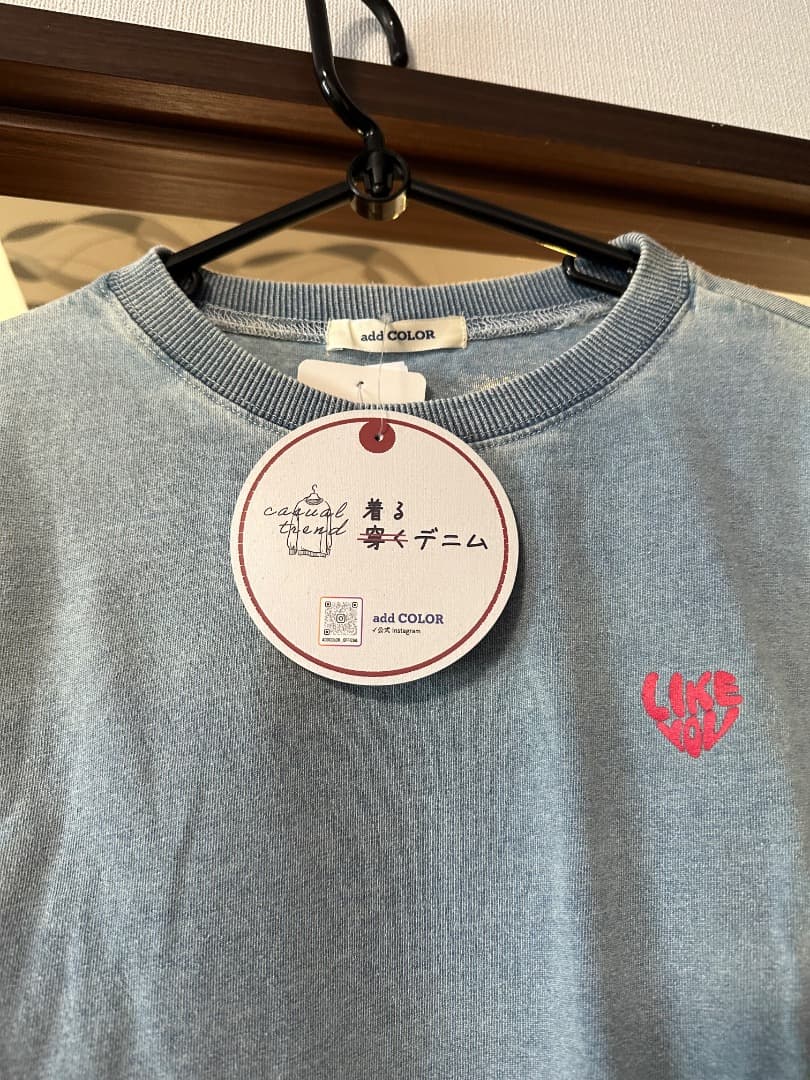 add COLOR
casual
trend
着る
穿くデニム
add COLOR
✓公式 Instagram
LIKE
YOU